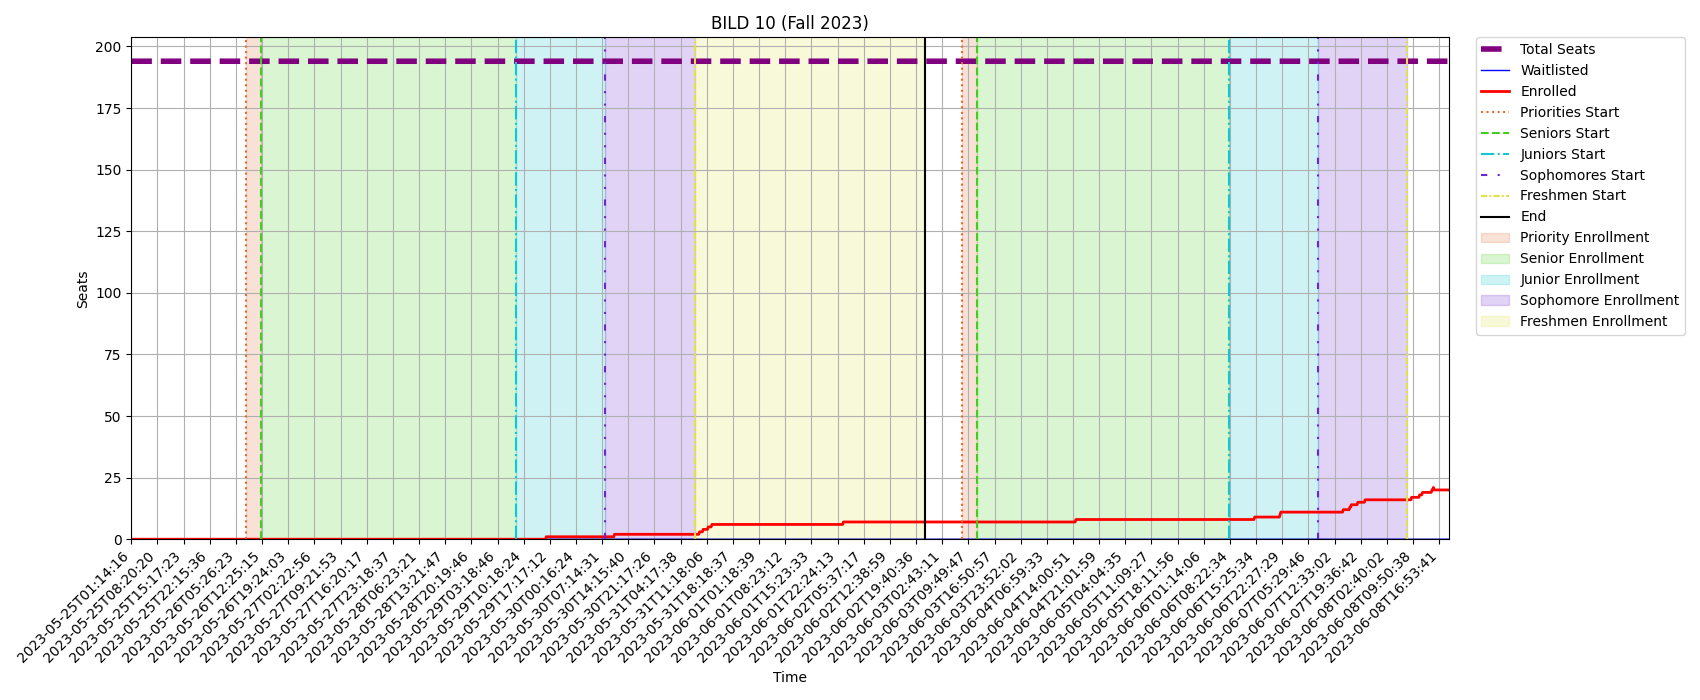 BILD 10 (Fall 2023)
Seats
200
175
150
125
100
75
50
25
0
2023-05-25T01:14:16
2023-05-25T08:20:20
2023-05-25T15:17:23
2023-05-25T22:15:36
2023-05-26T05:26:23
2023-05-26T12:25:15
2023-05-26T19:24:03
2023-05-27T02:22:56
2023-05-27T09:21:53
2023-05-27T16:20:17
2023-05-27T23:18:37
2023-05-28T06:23:21
2023-05-28T13:21:47
2023-05-28T20:19:46
2023-05-29T03:18:46
2023-05-29T10:18:24
2023-05-29T17:17:12
2023-05-30T00:16:24
2023-05-30T07:14:31
2023-05-30T14:15:40
2023-05-30T21:17:26
2023-05-31T04:17:38
2023-05-31T11:18:06
2023-05-31T18:18:37
2023-06-01T01:18:39
2023-06-01T08:23:12
2023-06-01T15:23:33
2023-06-01T22:24:13
2023-06-02T05:37:17
2023-06-02T12:38:59
2023-06-02T19:40:36
2023-06-03T02:43:11
2023-06-03T09:49:47
2023-06-03T16:50:57
2023-06-03T23:52:02
2023-06-04T06:59:33
2023-06-04T14:00:51
2023-06-04T21:01:59
2023-06-05T04:04:35
2023-06-05T11:09:27
2023-06-05T18:11:56
2023-06-06T01:14:06
2023-06-06T08:22:34
2023-06-06T15:25:34
2023-06-06T22:27:29
2023-06-07T05:29:46
2023-06-07T12:33:02
2023-06-07T19:36:42
2023-06-08T02:40:02
2023-06-08T09:50:38
2023-06-08T16:53:41
Time
Total Seats
Waitlisted
Enrolled
Priorities Start
Seniors Start
Juniors Start
Sophomores Start
Freshmen Start
End
Priority Enrollment
Senior Enrollment
Junior Enrollment
Sophomore Enrollment
Freshmen Enrollment